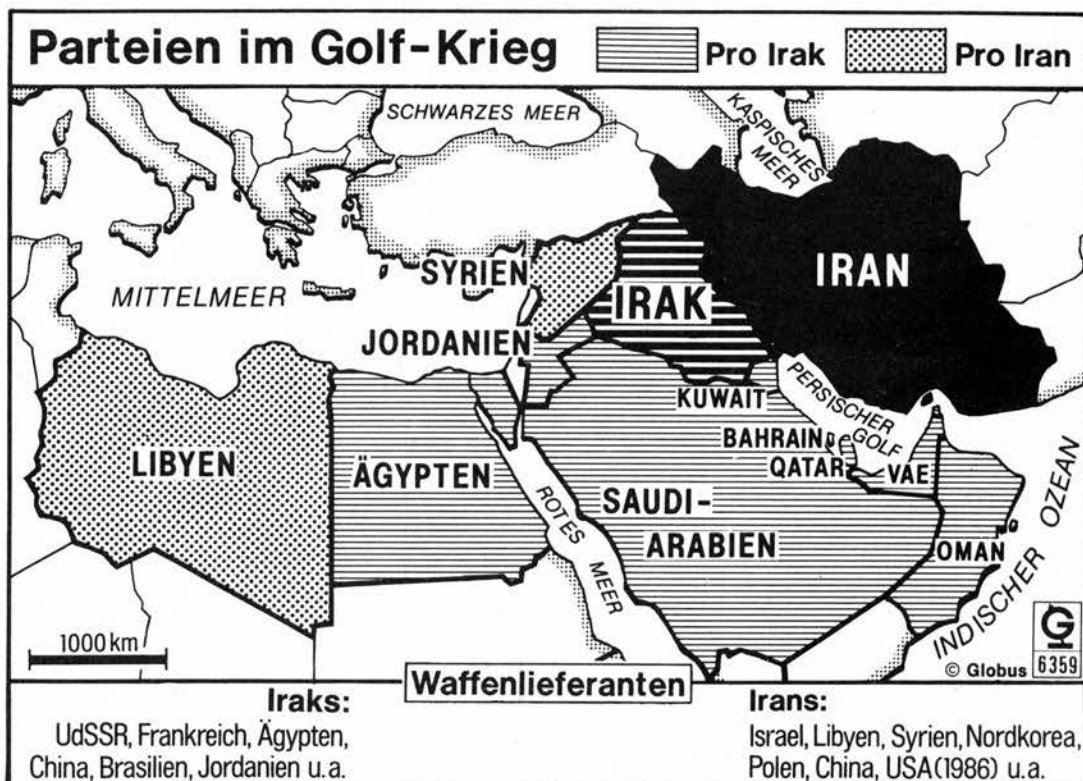 Parteien im Golf-Krieg
Pro Irak
Pro Iran
SCHWARZES MEER
KASPISCHES
MEER
SYRIEN
IRAK
IRAN
MITTELMEER
JORDANIEN
KUWAIT
PERSISCHER
GOLF
BAHRAIN
QATAR
VAE
LIBYEN
ÄGYPTEN
ROTES
MEER
SAUDI-
ARABIEN
OMAN
INDISCHER OZEAN
1000 km
© Globus
G
6359
Waffenlieferanten
Iraks:
UdSSR, Frankreich, Ägypten,
China, Brasilien, Jordanien u.a.
Irans:
Israel, Libyen, Syrien, Nordkorea,
Polen, China, USA (1986) u.a.